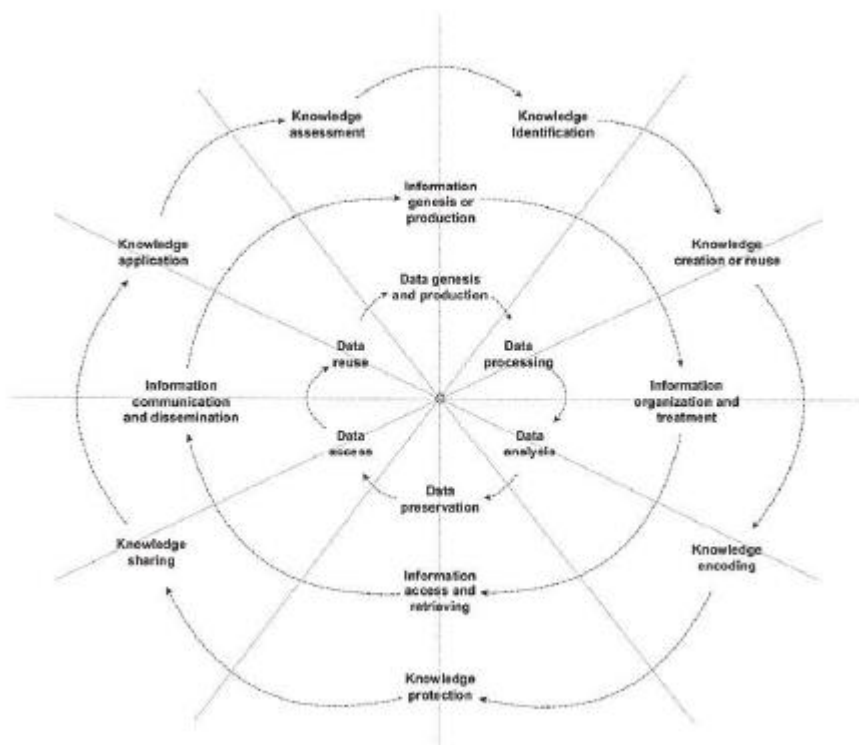 Knowledge
assessment
Knowledge
Identification
Information
genesis or
production
Knowledge
application
Knowledge
creation or reuse
Data genesis
and production
Data
reuse
Data
processing
Information
communication
and dissemination
Information
organization and
treatment
Data
access
Data
analysis
Data
preservation
Knowledge
sharing
Knowledge
encoding
Information
access and
retrieving
Knowledge
protection